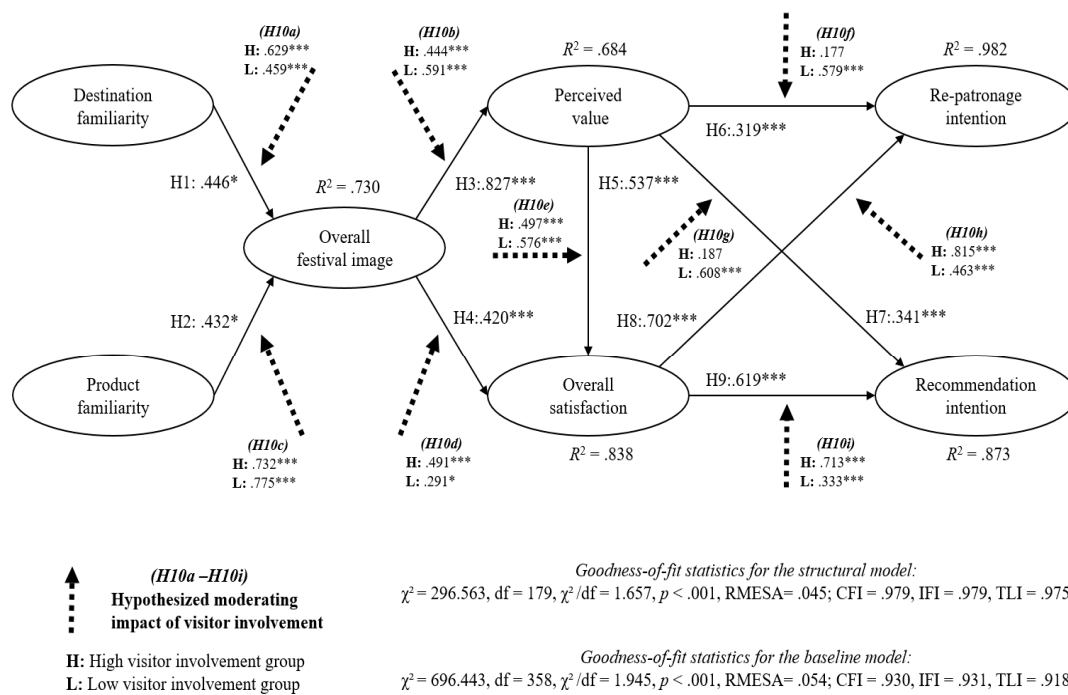 (H10a)
H: .629***
L: .459***
(H10b)
H: .444***
L: .591***
R² = .684
(H10f)
H: .177
L: .579***
R² = .982
Destination
familiarity
Perceived
value
Re-patronage
intention
H6:.319***
H1: .446*
R² = .730
H3:.827***
H5:.537***
(H10e)
H: .497***
L: .576***
(H10g)
H: .187
L: .608***
(H10h)
H: .815***
L: .463***
Overall
festival image
H2: .432*
H4:.420***
H8:.702***
H7:.341***
Product
familiarity
Overall
satisfaction
H9:.619***
Recommendation
intention
(H10c)
H: .732***
L: .775***
(H10d)
H: .491***
L: .291*
R² = .838
(H10i)
H: .713***
L: .333***
R² = .873
(H10a –H10i)
Hypothesized moderating
impact of visitor involvement
H: High visitor involvement group
L: Low visitor involvement group
Goodness-of-fit statistics for the structural model:
χ² = 296.563, df = 179, χ²/df = 1.657, p < .001, RMESA= .045; CFI = .979, IFI = .979, TLI = .975
Goodness-of-fit statistics for the baseline model:
χ² = 696.443, df = 358, χ²/df = 1.945, p < .001, RMESA= .054; CFI = .930, IFI = .931, TLI = .918